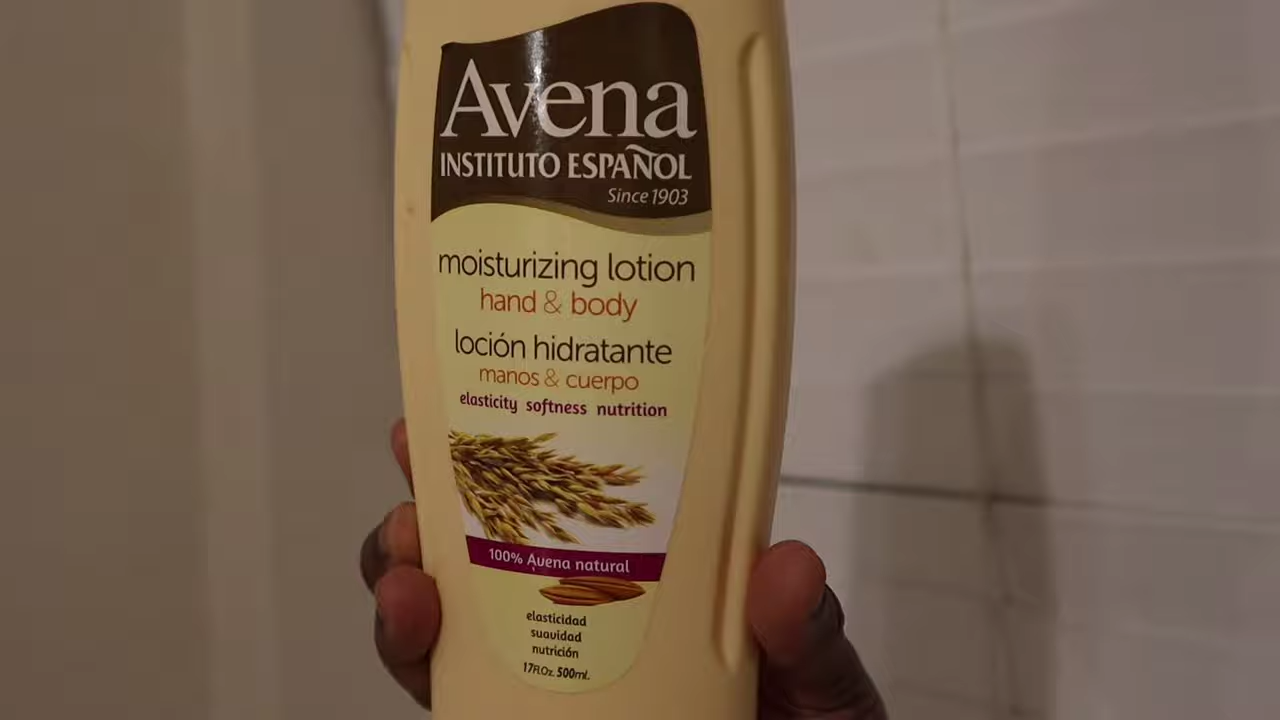 Avena
INSTITUTO ESPAÑOL
Since 1903
moisturizing lotion
hand & body
loción hidratante
manos & cuerpo
elasticity softness nutrition
100% Avena natural
elasticidad
suavidad
nutrición
17Fl.Oz. 500ml.